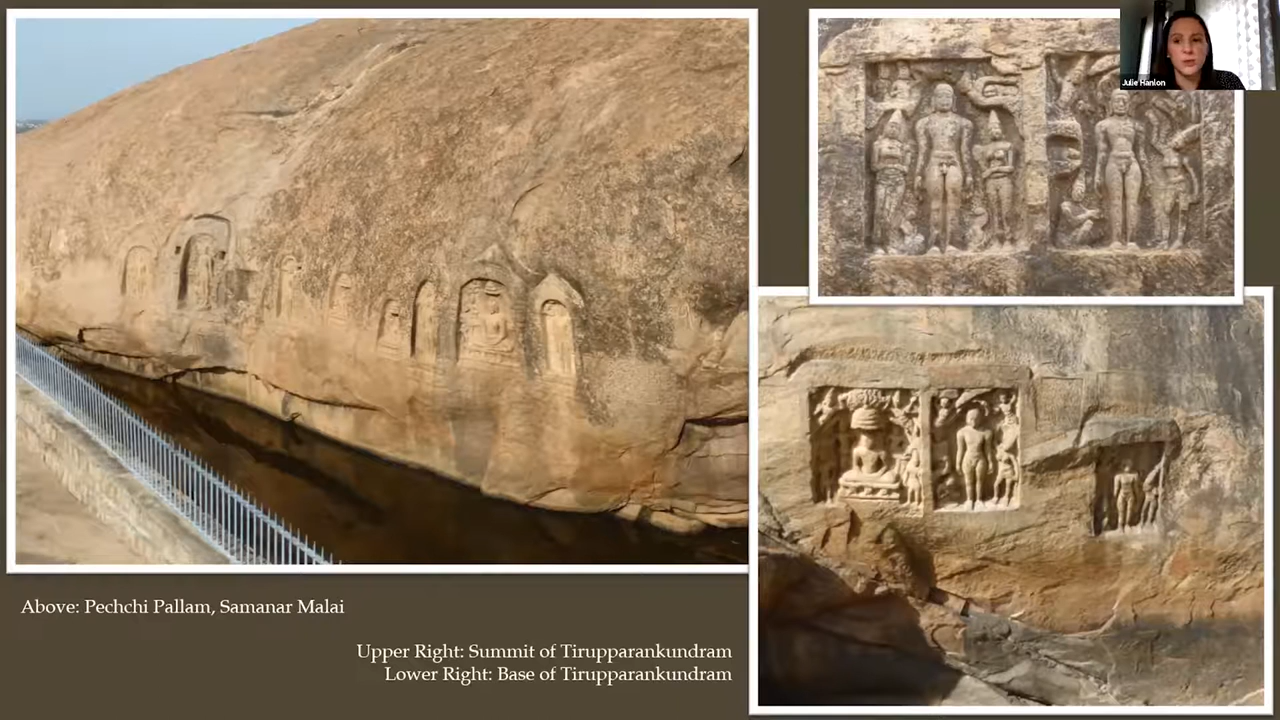 Julie Hanlon
Above: Pechchi Pallam, Samanar Malai
Upper Right: Summit of Tirupparankundram
Lower Right: Base of Tirupparankundram